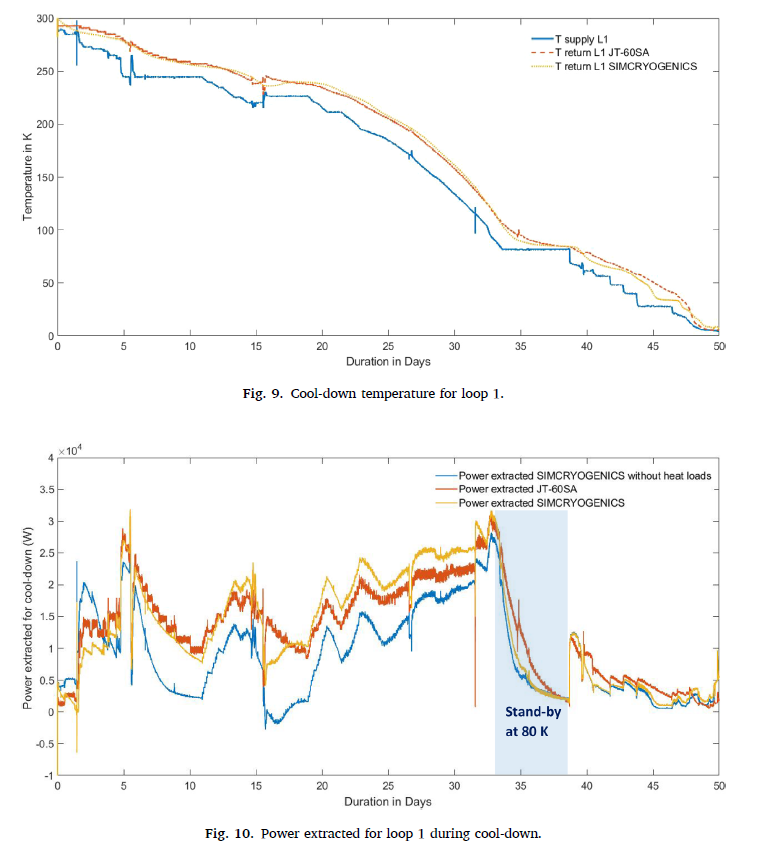 300
250
200
150
100
50
0
Temperature in K
T supply L1
T return L1 JT-60SA
T return L1 SIMCRYOGENICS
0 5 10 15 20 25 30 35 40 45 50
Duration in Days
Fig. 9. Cool-down temperature for loop 1.
×10⁴
4
3.5
3
2.5
2
1.5
1
0.5
0
-0.5
-1
Power extracted for cool-down (W)
Power extracted SIMCRYOGENICS without heat loads
Power extracted JT-60SA
Power extracted SIMCRYOGENICS
Stand-by
at 80 K
0 5 10 15 20 25 30 35 40 45 50
Duration in Days
Fig. 10. Power extracted for loop 1 during cool-down.